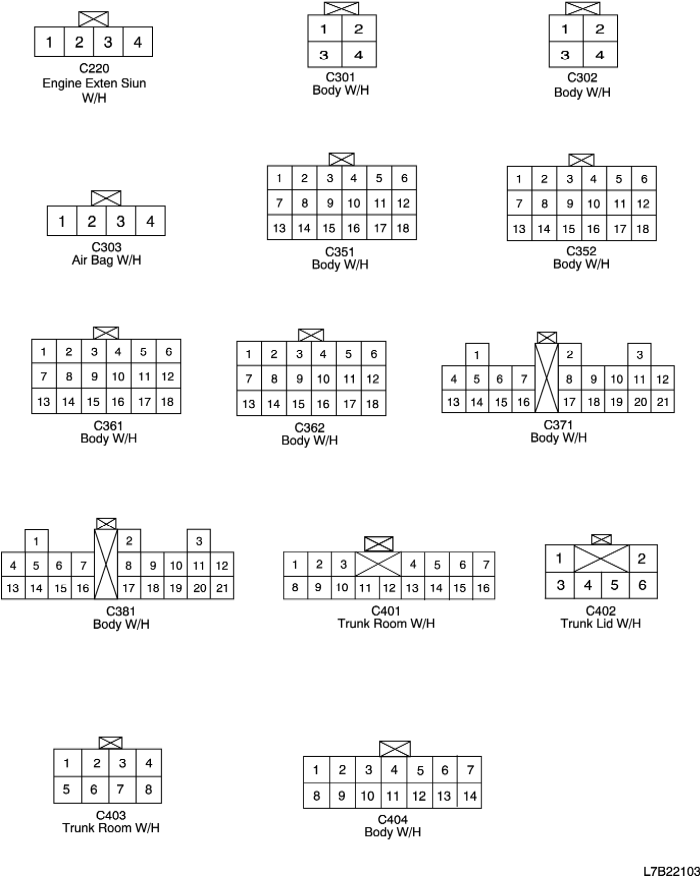 1 2 3 4
C220
Engine Exten Siun
W/H
1 2
3 4
C301
Body W/H
1 2
3 4
C302
Body W/H
1 2 3 4
C303
Air Bag W/H
1 2 3 4 5 6
7 8 9 10 11 12
13 14 15 16 17 18
C351
Body W/H
1 2 3 4 5 6
7 8 9 10 11 12
13 14 15 16 17 18
C352
Body W/H
1 2 3 4 5 6
7 8 9 10 11 12
13 14 15 16 17 18
C361
Body W/H
1 2 3 4 5 6
7 8 9 10 11 12
13 14 15 16 17 18
C362
Body W/H
1 2 3
4 5 6 7 8 9 10 11 12
13 14 15 16 17 18 19 20 21
C371
Body W/H
1 2 3
4 5 6 7 8 9 10 11 12
13 14 15 16 17 18 19 20 21
C381
Body W/H
1 2 3 4 5 6 7
8 9 10 11 12 13 14 15 16
C401
Trunk Room W/H
1 2
3 4 5 6
C402
Trunk Lid W/H
1 2 3 4
5 6 7 8
C403
Trunk Room W/H
1 2 3 4 5 6 7
8 9 10 11 12 13 14
C404
Body W/H
L7B22103